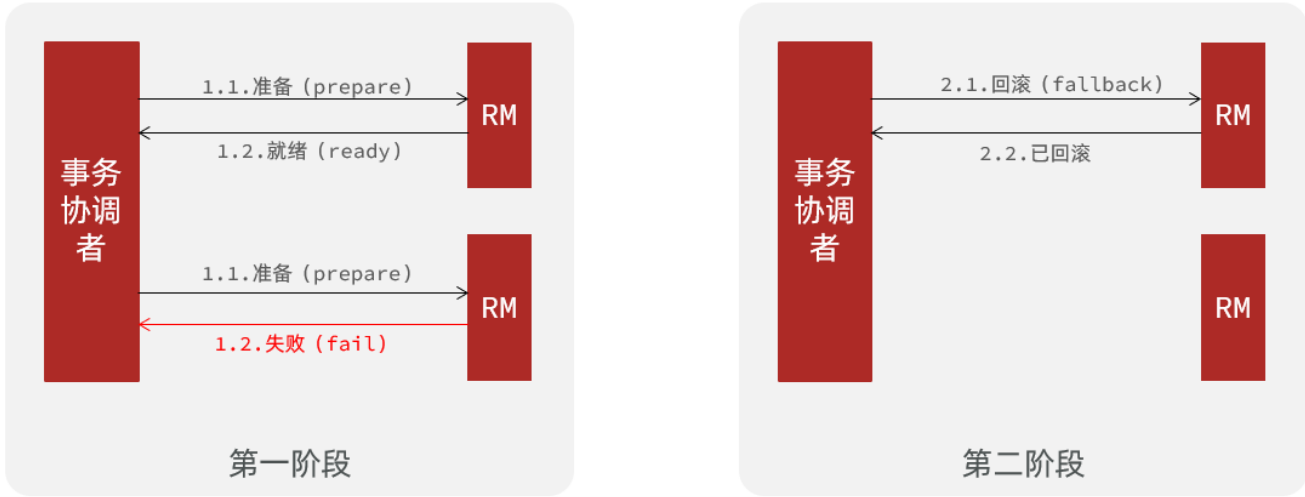 1.1.准备（prepare）
RM
1.2.就绪（ready）
事务
协调
者
1.1.准备（prepare）
RM
1.2.失败（fail）
第一阶段
2.1.回滚（fallback）
RM
2.2.已回滚
事务
协调
者
RM
第二阶段